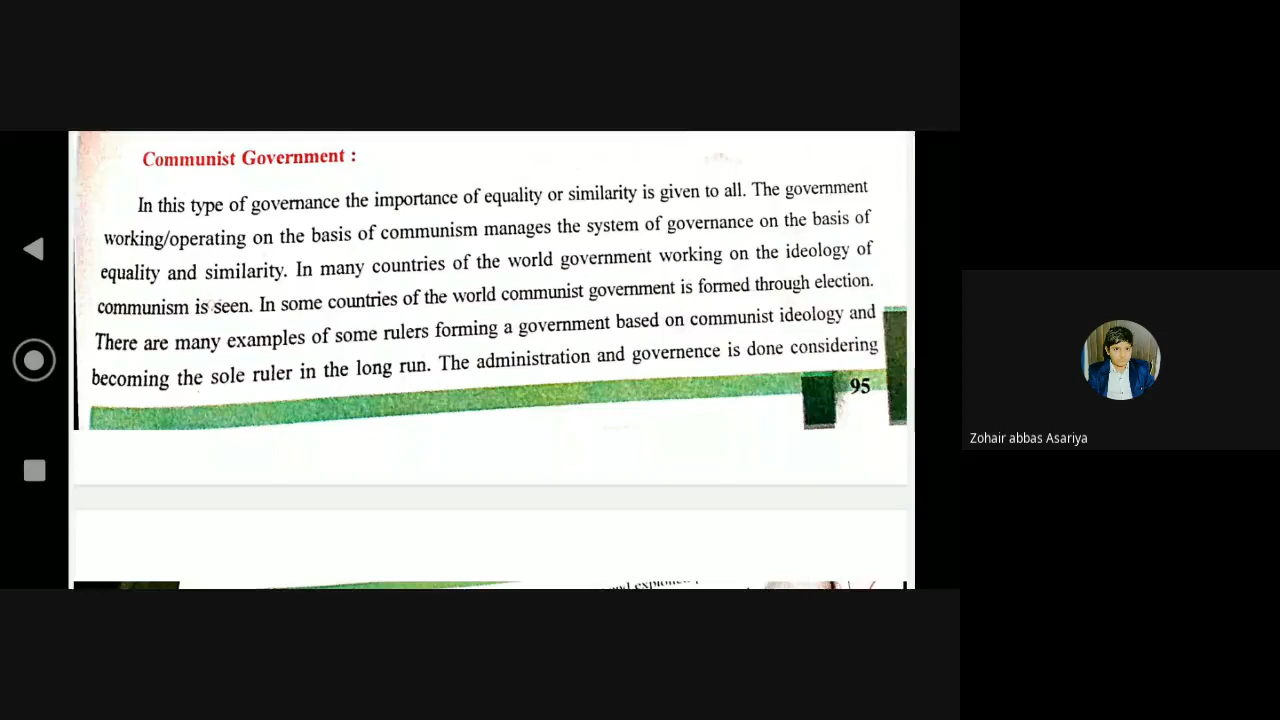 Communist Government :
In this type of governance the importance of equality or similarity is given to all. The government
working/operating on the basis of communism manages the system of governance on the basis of
equality and similarity. In many countries of the world government working on the ideology of
communism is seen. In some countries of the world communist government is formed through election.
There are many examples of some rulers forming a government based on communist ideology and
becoming the sole ruler in the long run. The administration and governence is done considering
95
Zohair abbas Asariya